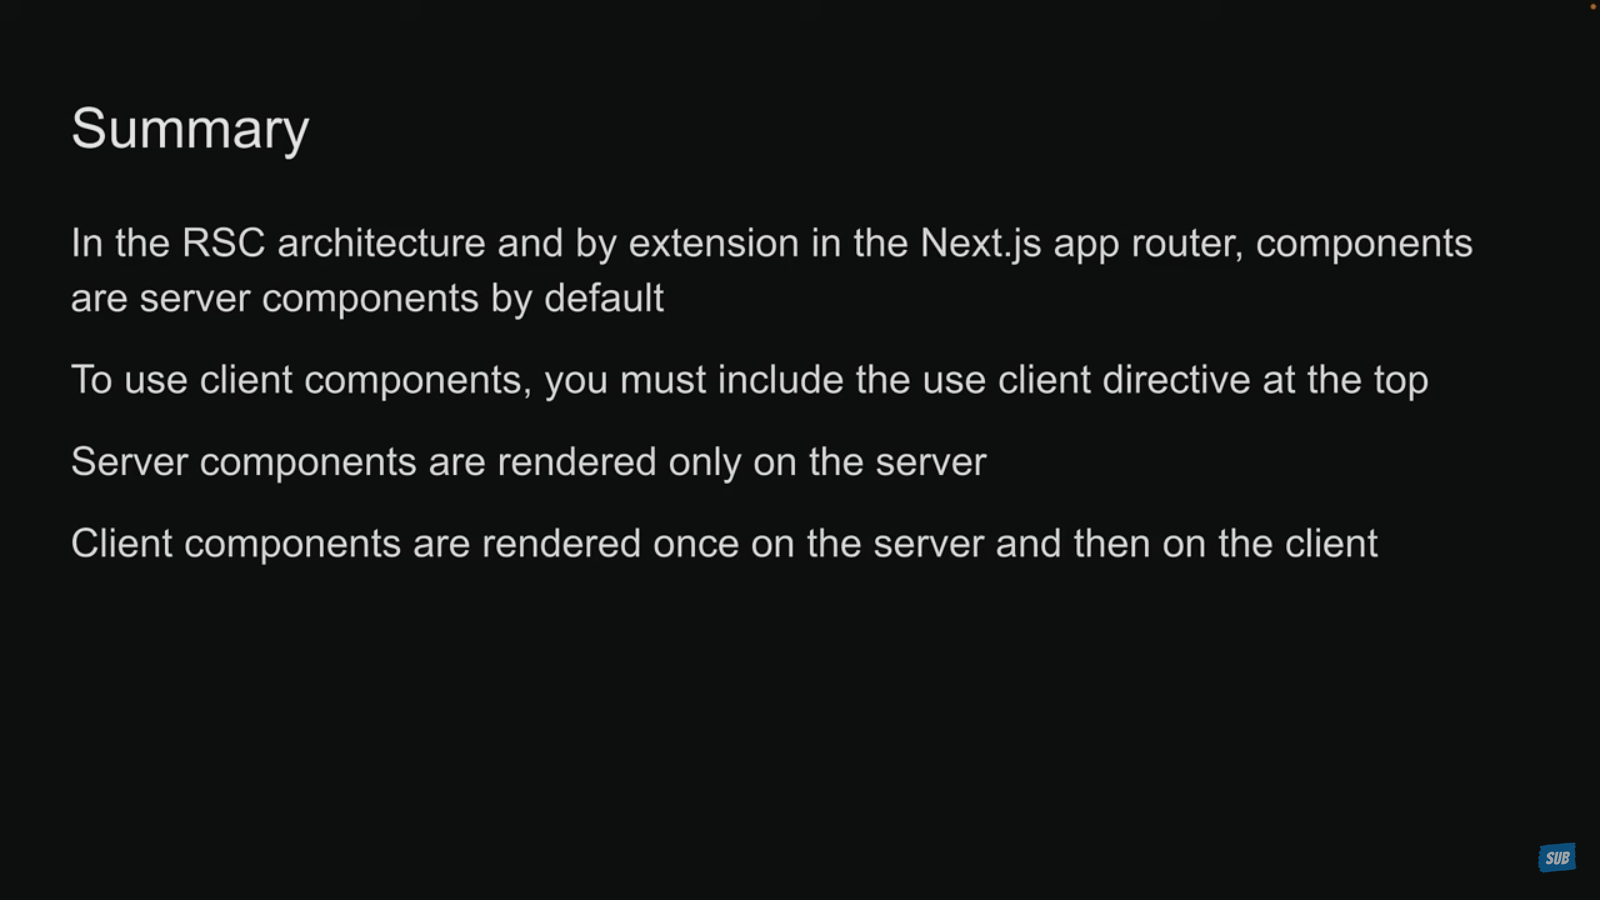 Summary
In the RSC architecture and by extension in the Next.js app router, components
are server components by default
To use client components, you must include the use client directive at the top
Server components are rendered only on the server
Client components are rendered once on the server and then on the client
SUB